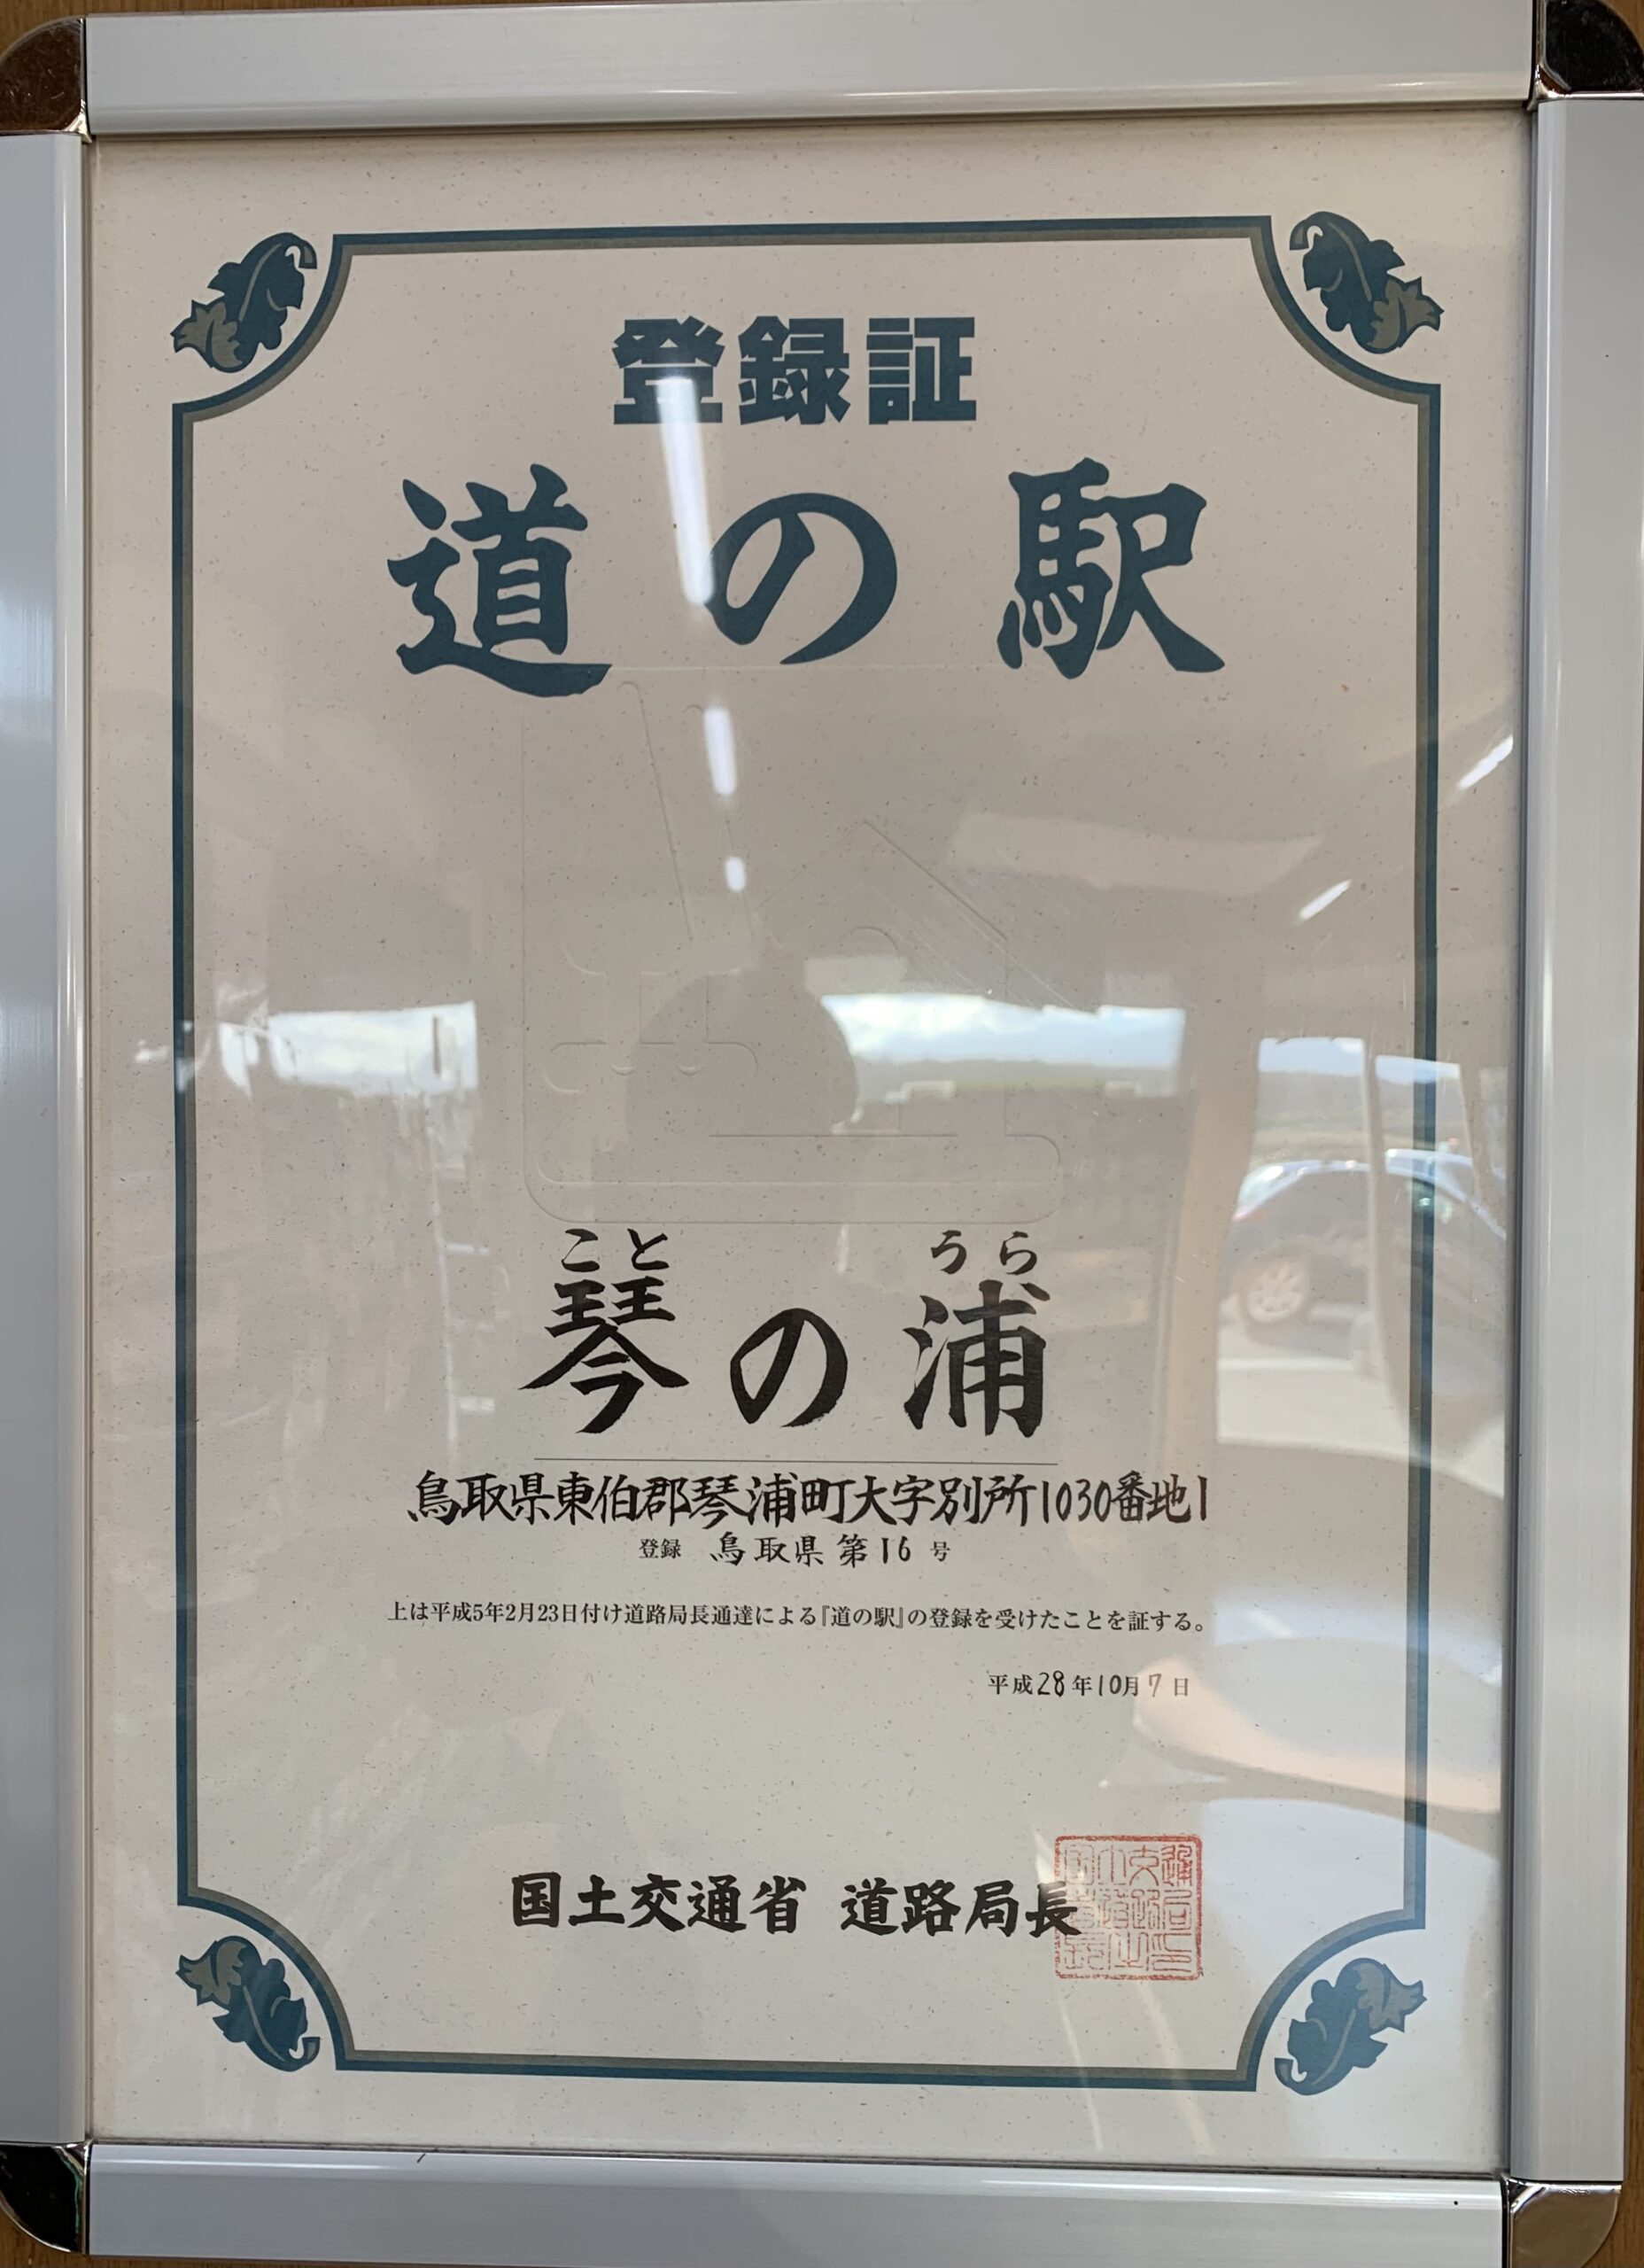 登録証
道の駅
こと うら
琴の浦
鳥取県東伯郡琴浦町大字別所1030番地1
登録 鳥取県第16号
上は平成5年2月23日付け道路局長通達による『道の駅』の登録を受けたことを証する。
平成28年10月7日
国土交通省 道路局長